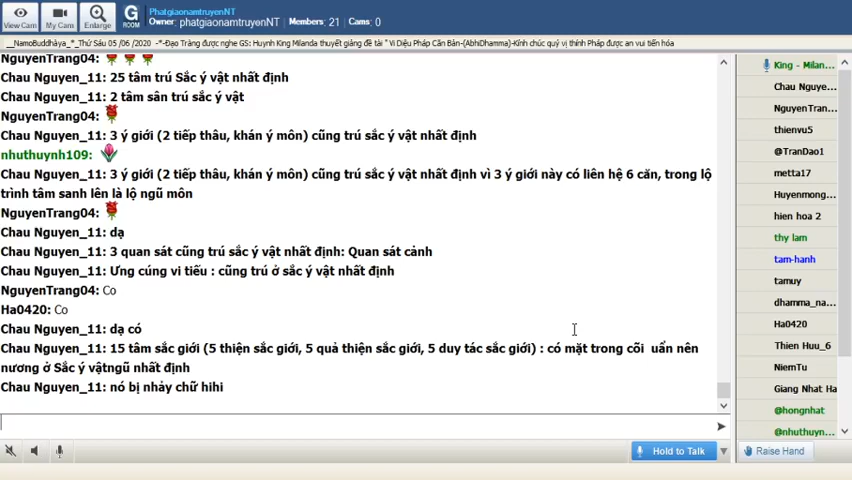 View Cam
My Cam
Enlarge
G
ROOM
PhatgiaonamtruyenNT
Owner: phatgiaonamtruyenNT Members: 21 Cams: 0
__NamoBuddhàya_*_Thứ Sáu 05 /06 /2020 -*-Đạo Tràng được nghe GS: Huynh King Milanda thuyết giảng đề tài " Vi Diệu Pháp Căn Bản-(AbhiDhamma)-Kính chúc quý vị thính Pháp được an vui tiến hóa
NguyenTrang04:
Chau Nguyen_11: 25 tâm trú Sắc ý vật nhất định
Chau Nguyen_11: 2 tâm sân trú sắc ý vật
NguyenTrang04:
Chau Nguyen_11: 3 ý giới (2 tiếp thâu, khán ý môn) cũng trú sắc ý vật nhất định
nhuthuynh109:
Chau Nguyen_11: 3 ý giới (2 tiếp thâu, khán ý môn) cũng trú sắc ý vật nhất định vì 3 ý giới này có liên hệ 6 căn, trong lộ
trình tâm sanh lên là lộ ngũ môn
NguyenTrang04:
Chau Nguyen_11: dạ
Chau Nguyen_11: 3 quan sát cũng trú sắc ý vật nhất định: Quan sát cảnh
Chau Nguyen_11: Ưng cúng vi tiếu : cũng trú ở sắc ý vật nhất định
NguyenTrang04: Co
Ha0420: Co
Chau Nguyen_11: dạ có
Chau Nguyen_11: 15 tâm sắc giới (5 thiện sắc giới, 5 quả thiện sắc giới, 5 duy tác sắc giới) : có mặt trong cõi uẩn nên
nương ở Sắc ý vậtngũ nhất định
Chau Nguyen_11: nó bị nhảy chữ hihi
Hold to Talk
King - Milan...
Chau Nguye...
NguyenTran...
thienvu5
@TranDao1
metta17
Huyenmong...
hien hoa 2
thy lam
tam-hanh
tamuy
dhamma_na...
Ha0420
Thien Huu_6
NiemTu
Giang Nhat Ha
@hongnhat
@nhuthuyn...
Raise Hand